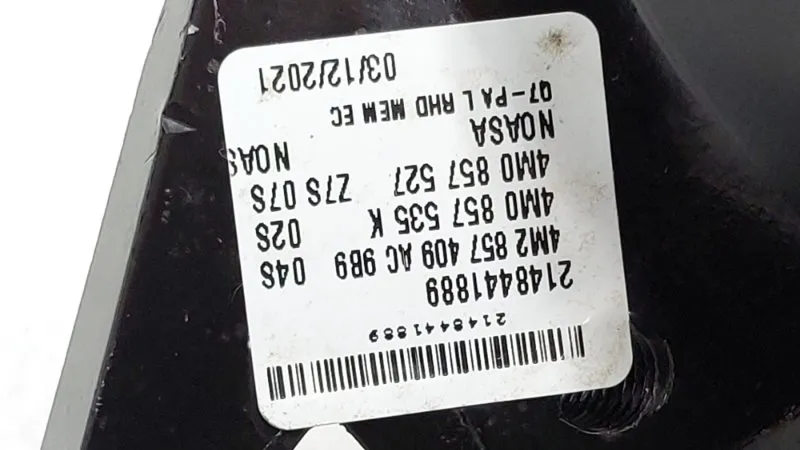 2148441889
2148441889
4M2 857 409 AC 9B9 04S
4M0 857 535 K 02S
4M0 857 527 Z7S 07S
NOASA NOAS
Q7-PA L RHD MEM EC
03/12/2021